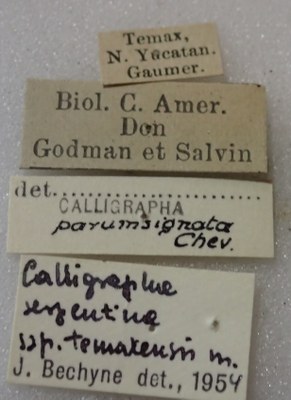 Temax,
N. Yucatan.
Gaumer.
Biol. C. Amer.
Don
Godman et Salvin
det.......................
CALLIGRAPHA
parumsignata
Chev.
Calligrapha
serpentina
ssp. temaxensis m.
J. Bechyne det., 1954